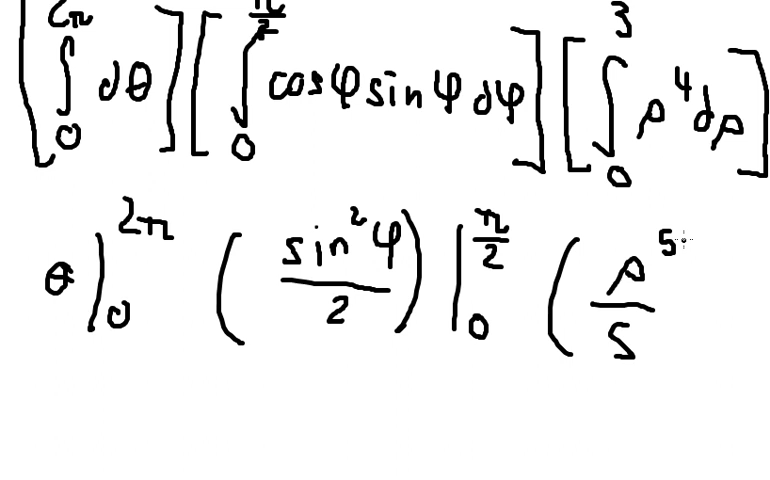 [∫₀^{2π} dθ] [∫₀^{π/2} cosφ sinφ dφ] [∫₀^{3} ρ⁴ dρ]
θ |₀^{2π} ( sin²φ / 2 ) |₀^{π/2} ( ρ⁵ / 5